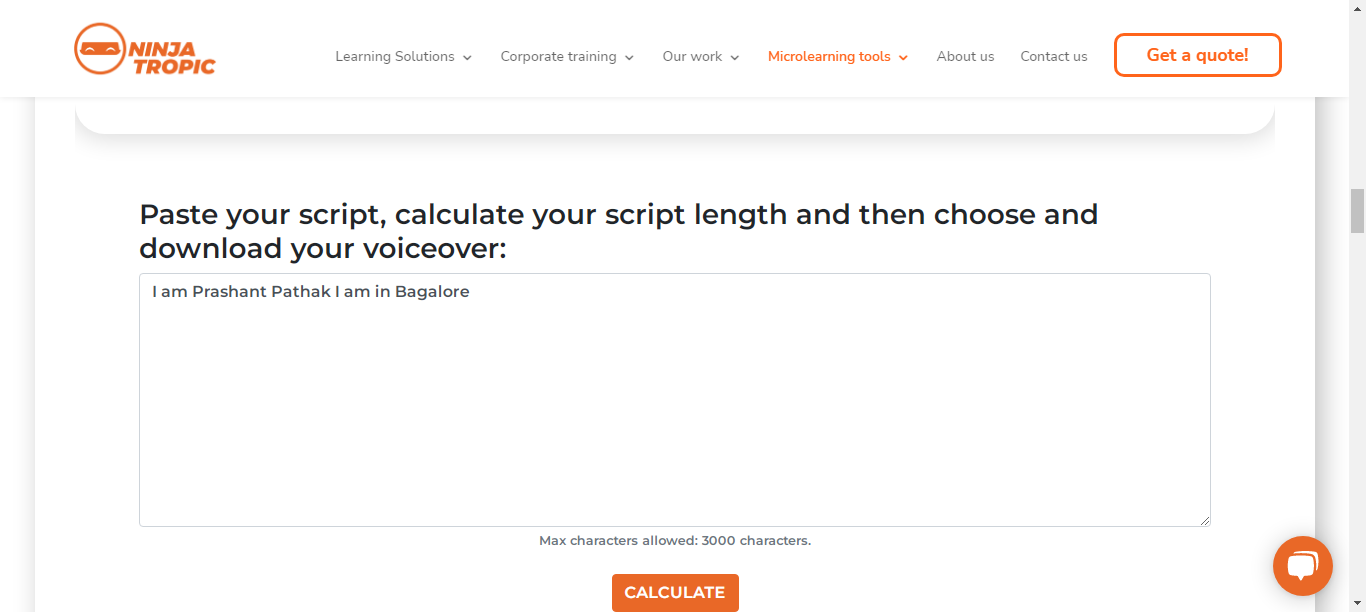 NINJA
TROPIC
Learning Solutions
Corporate training
Our work
Microlearning tools
About us
Contact us
Get a quote!
Paste your script, calculate your script length and then choose and
download your voiceover:
I am Prashant Pathak I am in Bagalore
Max characters allowed: 3000 characters.
CALCULATE